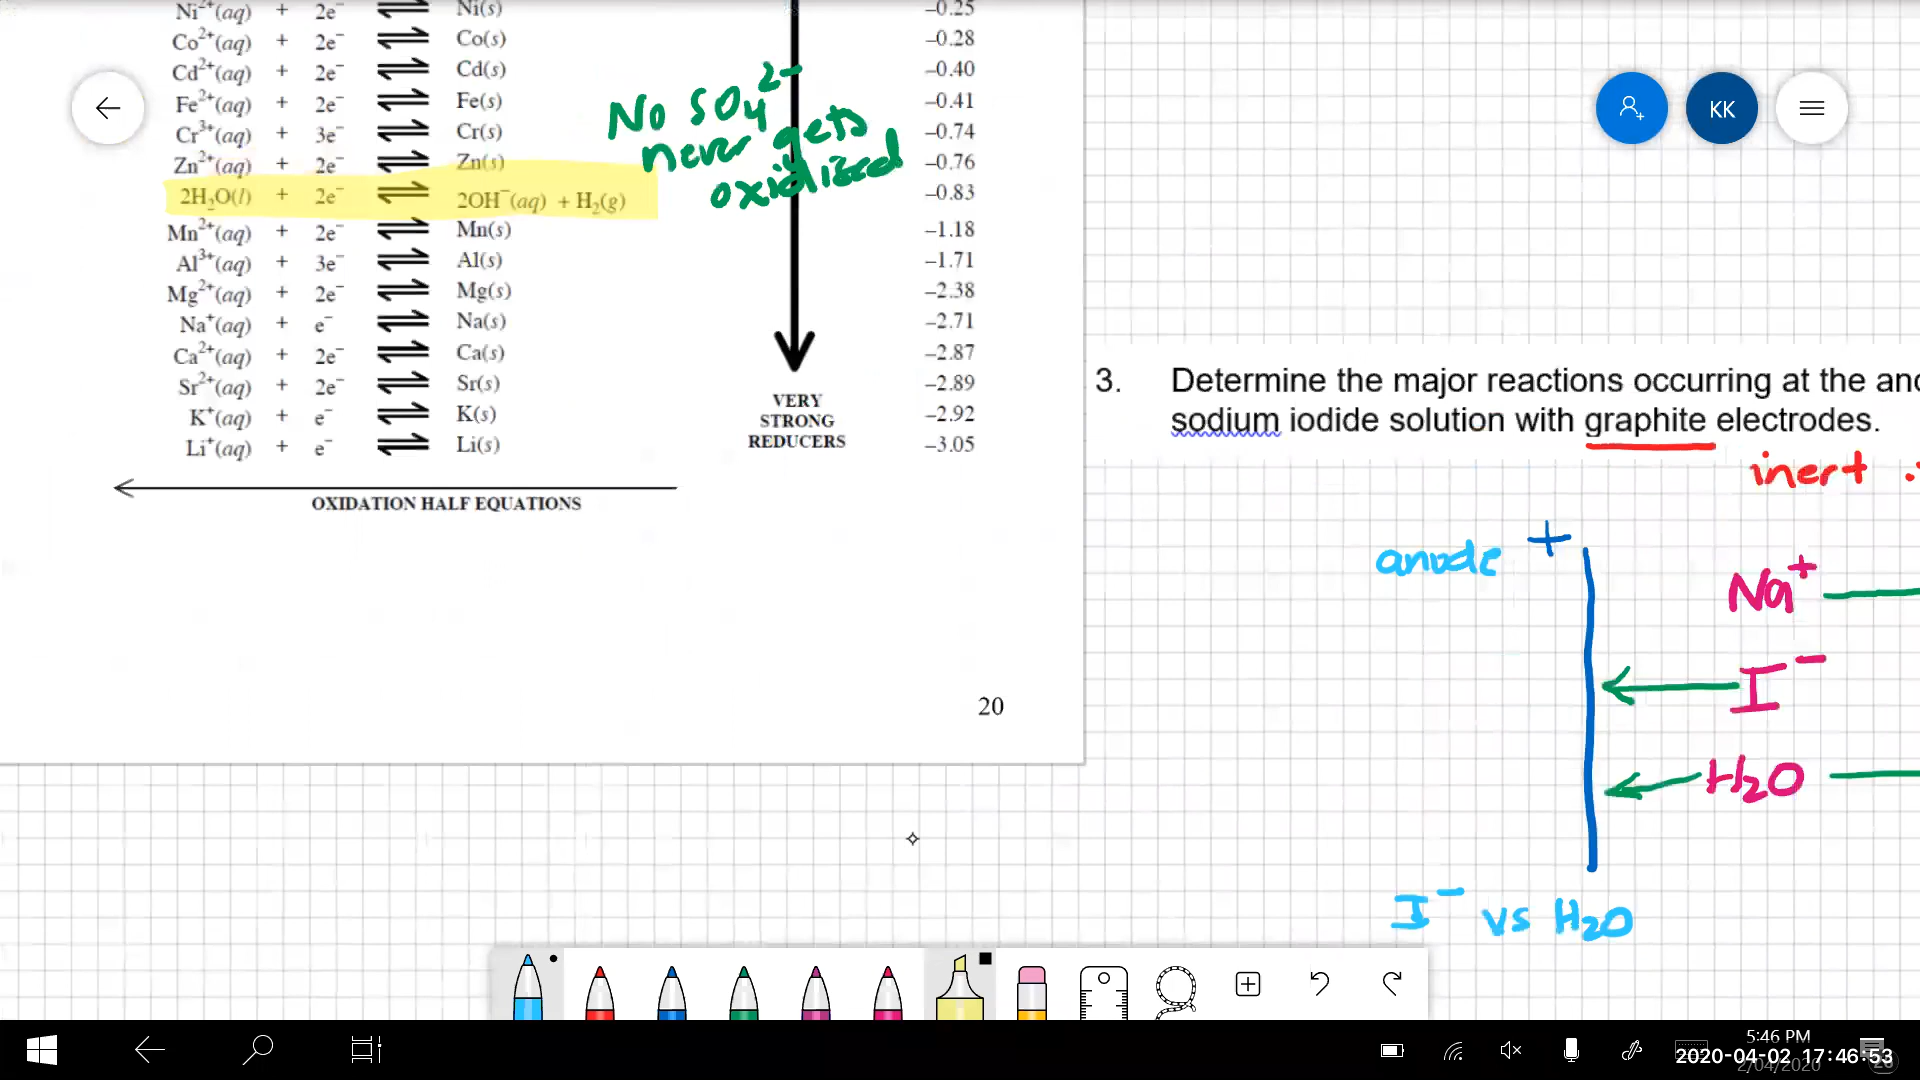 Ni²⁺(aq) + 2e⁻ ⇌ Ni(s) –0.25
Co²⁺(aq) + 2e⁻ ⇌ Co(s) –0.28
Cd²⁺(aq) + 2e⁻ ⇌ Cd(s) –0.40
Fe²⁺(aq) + 2e⁻ ⇌ Fe(s) –0.41
Cr³⁺(aq) + 3e⁻ ⇌ Cr(s) –0.74
Zn²⁺(aq) + 2e⁻ ⇌ Zn(s) –0.76
2H₂O(l) + 2e⁻ ⇌ 2OH⁻(aq) + H₂(g) –0.83
Mn²⁺(aq) + 2e⁻ ⇌ Mn(s) –1.18
Al³⁺(aq) + 3e⁻ ⇌ Al(s) –1.71
Mg²⁺(aq) + 2e⁻ ⇌ Mg(s) –2.38
Na⁺(aq) + e⁻ ⇌ Na(s) –2.71
Ca²⁺(aq) + 2e⁻ ⇌ Ca(s) –2.87
Sr²⁺(aq) + 2e⁻ ⇌ Sr(s) –2.89
K⁺(aq) + e⁻ ⇌ K(s) –2.92
Li⁺(aq) + e⁻ ⇌ Li(s) –3.05
No SO₄²⁻
never gets
oxidised
VERY
STRONG
REDUCERS
OXIDATION HALF EQUATIONS
20
KK
3. Determine the major reactions occurring at the
sodium iodide solution with graphite electrodes.
inert
anode +
Na⁺
I⁻
H₂O
I⁻ vs H₂O
5:46 PM
2020-04-02 17:46:53
2/04/2020